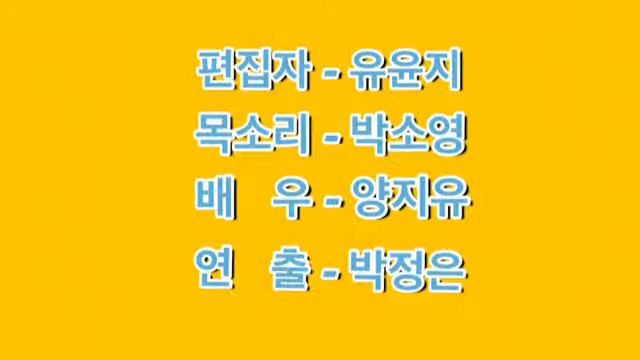 편집자 - 유윤지
목소리 - 박소영
배 우 - 양지유
연 출 - 박정은